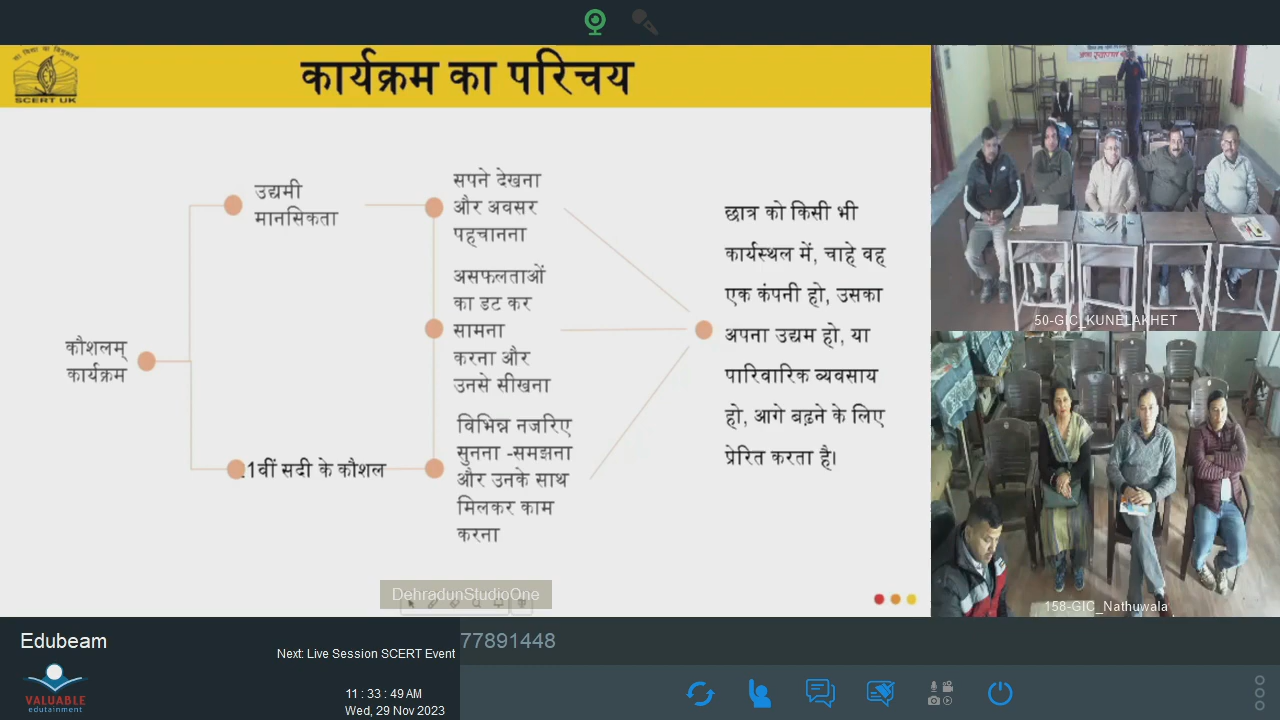 SCERT UK
कार्यक्रम का परिचय
कौशलम्
कार्यक्रम
उद्यमी
मानसिकता
1वीं सदी के कौशल
सपने देखना
और अवसर
पहचानना
असफलताओं
का डट कर
सामना
करना और
उनसे सीखना
विभिन्न नजरिए
सुनना -समझना
और उनके साथ
मिलकर काम
करना
छात्र को किसी भी
कार्यस्थल में, चाहे वह
एक कंपनी हो, उसका
अपना उद्यम हो, या
पारिवारिक व्यवसाय
हो, आगे बढ़ने के लिए
प्रेरित करता है।
DehradunStudioOne
50-GIC_KUNELAKHET
158-GIC_Nathuwala
Edubeam
77891448
Next: Live Session SCERT Event
VALUABLE
edutainment
11 : 33 : 49 AM
Wed, 29 Nov 2023